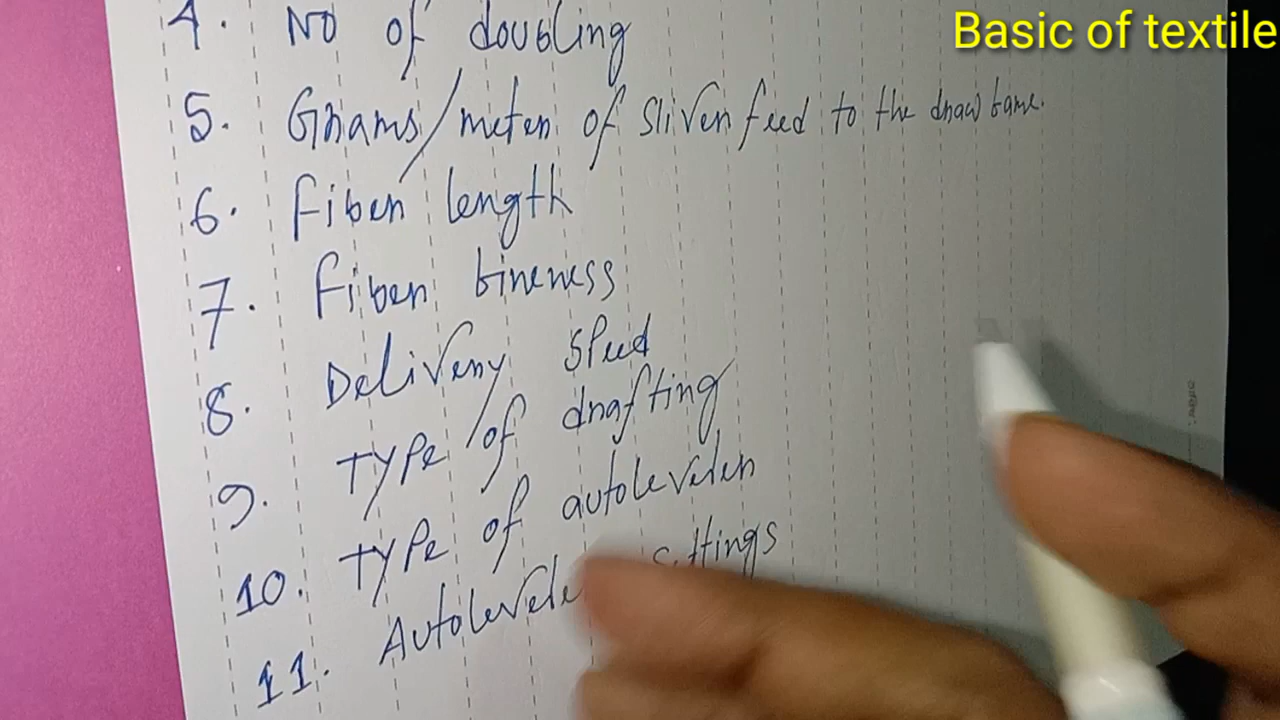 Basic of textile
4. No of doubling
5. Grams/meter of sliver feed to the draw frame.
6. Fiber length
7. Fiber fineness
8. Delivery speed
9. Type of drafting
10. Type of autoleveler
11. Autoleveler settings